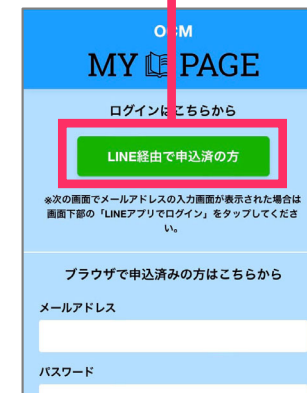 OCM
MY PAGE
ログインはこちらから
LINE経由で申込済の方
※次の画面でメールアドレスの入力画面が表示された場合は
画面下部の「LINEアプリでログイン」をタップしてくださ
い。
ブラウザで申込済みの方はこちらから
メールアドレス
パスワード